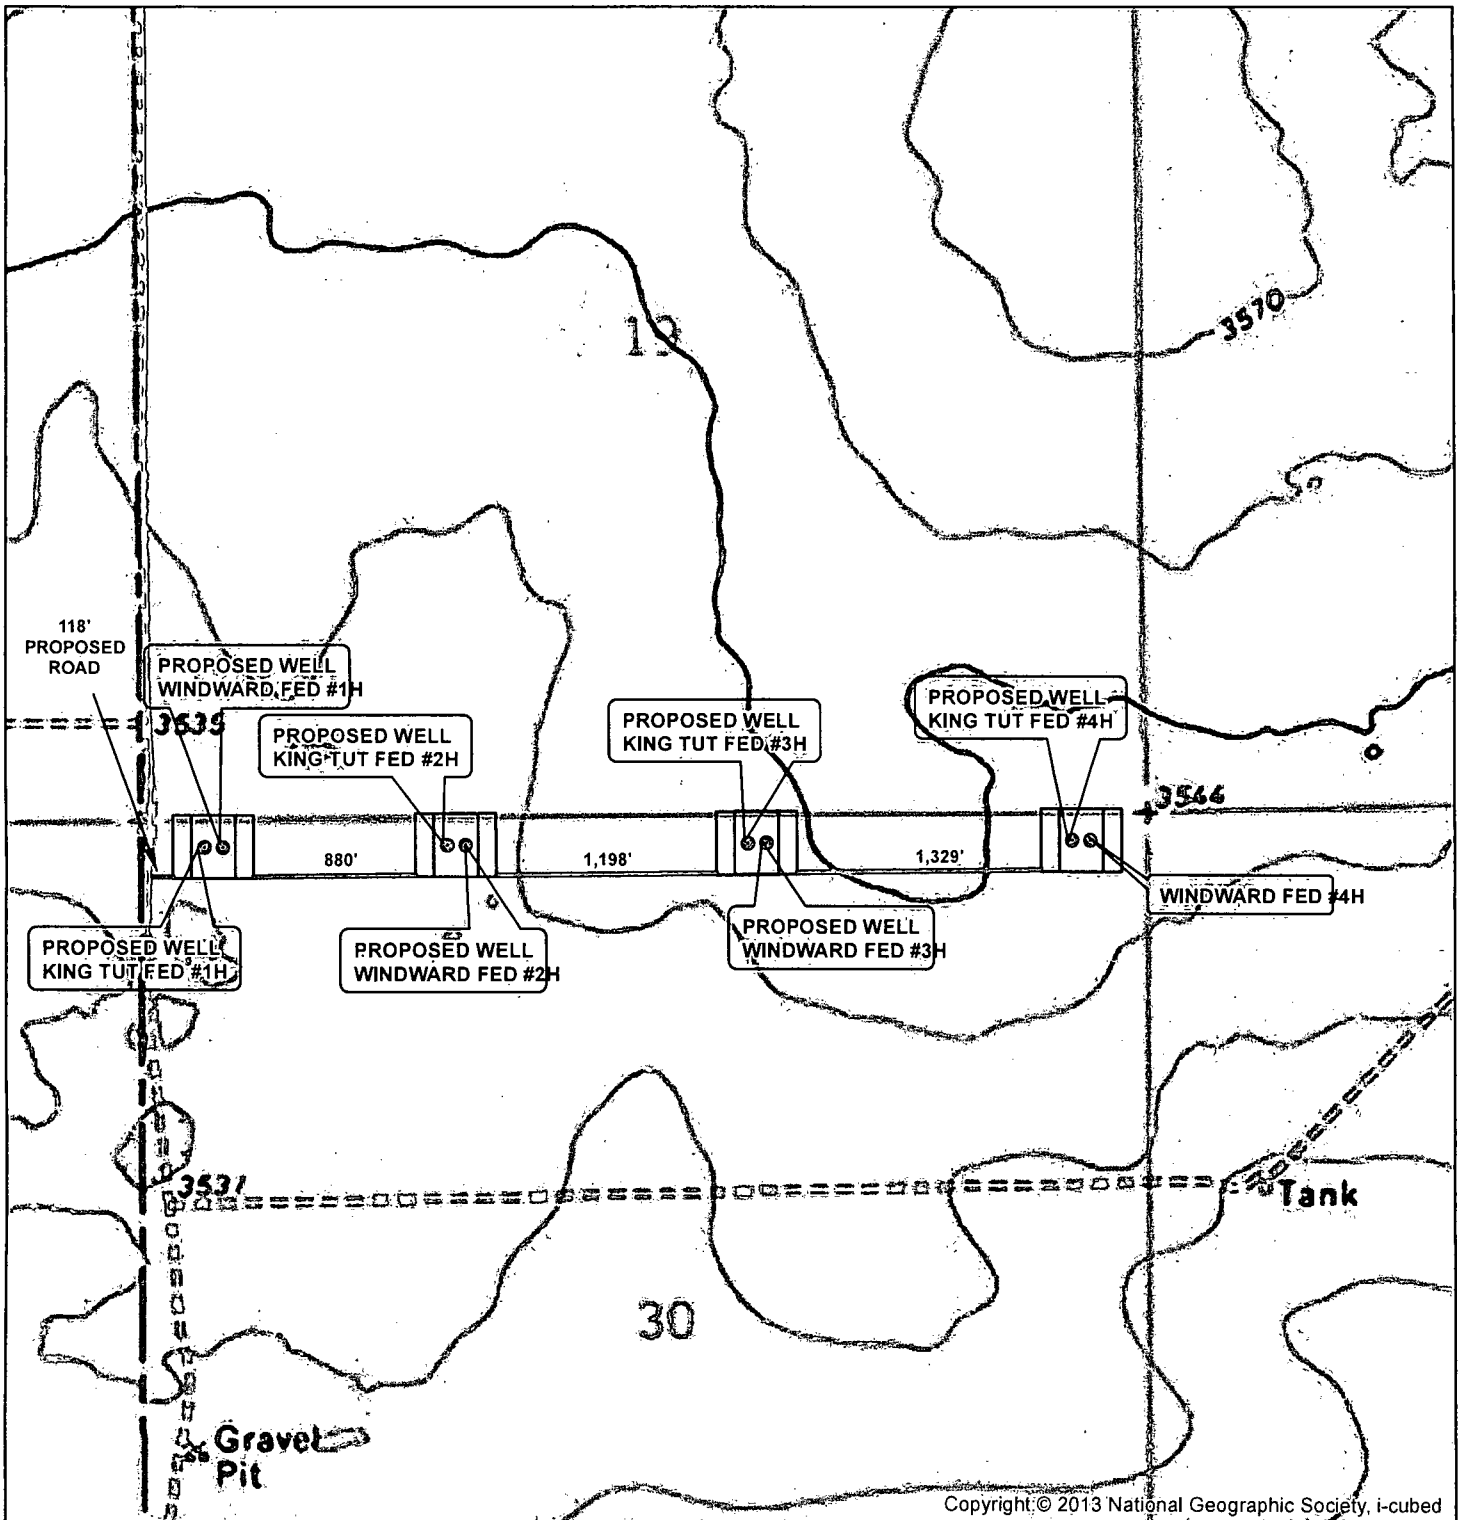 19
3570
118'
PROPOSED
ROAD
PROPOSED WELL
WINDWARD FED #1H
3535
PROPOSED WELL
KING TUT FED #2H
PROPOSED WELL
KING TUT FED #3H
PROPOSED WELL
KING TUT FED #4H
3544
880'
1,198'
1,329'
WINDWARD FED #4H
PROPOSED WELL
KING TUT FED #1H
PROPOSED WELL
WINDWARD FED #2H
PROPOSED WELL
WINDWARD FED #3H
3531
Tank
30
Gravel
Pit
Copyright:© 2013 National Geographic Society, i-cubed